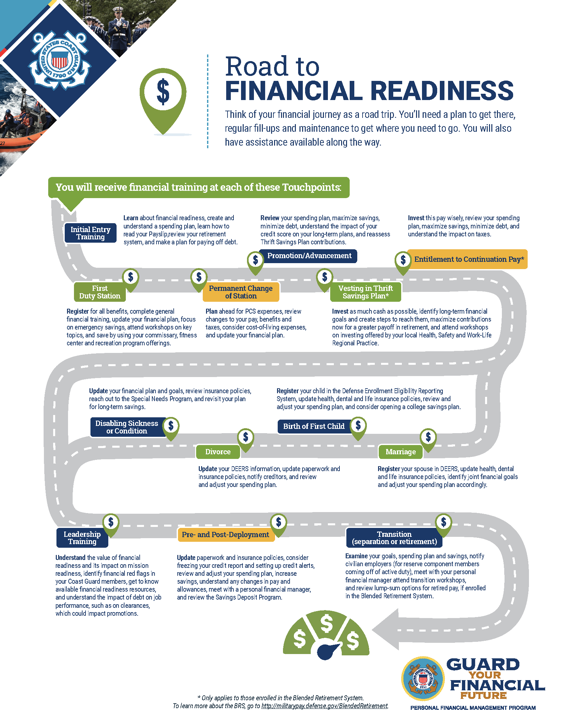 UNITED STATES COAST GUARD
1790
$
Road to
FINANCIAL READINESS
Think of your financial journey as a road trip. You'll need a plan to get there,
regular fill-ups and maintenance to get where you need to go. You will also
have assistance available along the way.
You will receive financial training at each of these Touchpoints:
Initial Entry
Training
Learn about financial readiness, create and
understand a spending plan, learn how to
read your Payslip,review your retirement
system, and make a plan for paying off debt.
Review your spending plan, maximize savings,
minimize debt, understand the impact of your
credit score on your long-term plans, and reassess
Thrift Savings Plan contributions.
Invest this pay wisely, review your spending
plan, maximize savings, minimize debt, and
understand the impact on taxes.
$
Promotion/Advancement
$
Entitlement to Continuation Pay*
First
Duty Station
$
$
Permanent Change
of Station
$
Vesting in Thrift
Savings Plan*
Register for all benefits, complete general
financial training, update your financial plan, focus
on emergency savings, attend workshops on key
topics, and save by using your commissary, fitness
center and recreation program offerings.
Plan ahead for PCS expenses, review
changes to your pay, benefits and
taxes, consider cost-of-living expenses,
and update your financial plan.
Invest as much cash as possible, identify long-term financial
goals and create steps to reach them, maximize contributions
now for a greater payoff in retirement, and attend workshops
on investing offered by your local Health, Safety and Work-Life
Regional Practice.
Update your financial plan and goals, review insurance policies,
reach out to the Special Needs Program, and revisit your plan
for long-term savings.
Register your child in the Defense Enrollment Eligibility Reporting
System, update health, dental and life insurance policies, review and
adjust your spending plan, and consider opening a college savings plan.
Disabling Sickness
or Condition
$
Birth of First Child
$
Divorce
$
Marriage
$
Update your DEERS information, update paperwork and
insurance policies, notify creditors, and review
and adjust your spending plan.
Register your spouse in DEERS, update health, dental
and life insurance policies, identify joint financial goals
and adjust your spending plan accordingly.
Leadership
Training
$
Pre- and Post-Deployment
$
Transition
(separation or retirement)
$
Understand the value of financial
readiness and its impact on mission
readiness, identify financial red flags in
your Coast Guard members, get to know
available financial readiness resources,
and understand the impact of debt on job
performance, such as on clearances,
which could impact promotions.
Update paperwork and insurance policies, consider
freezing your credit report and setting up credit alerts,
review and adjust your spending plan, increase
savings, understand any changes in pay and
allowances, meet with a personal financial manager,
and review the Savings Deposit Program.
Examine your goals, spending plan and savings, notify
civilian employers (for reserve component members
coming off of active duty), meet with your personal
financial manager attend transition workshops,
and review lump-sum options for retired pay, if enrolled
in the Blended Retirement System.
$ $ $
GUARD
YOUR
FINANCIAL
FUTURE
PERSONAL FINANCIAL MANAGEMENT PROGRAM
* Only applies to those enrolled in the Blended Retirement System.
To learn more about the BRS, go to http://militarypay.defense.gov/BlendedRetirement.